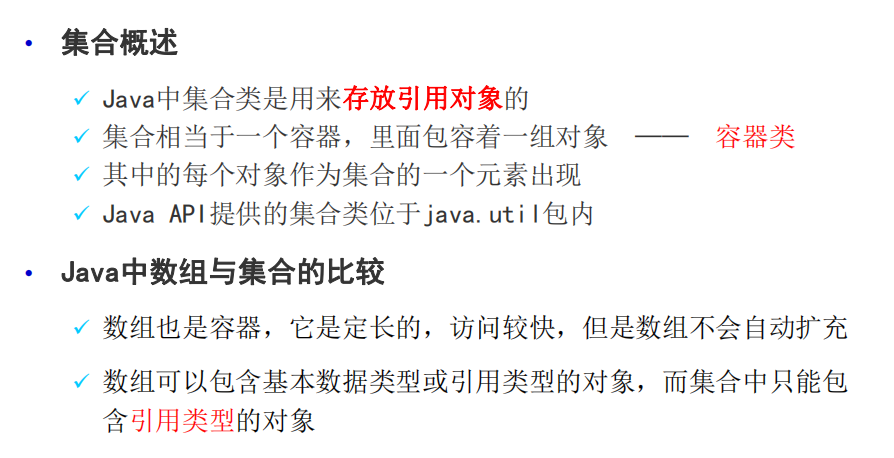 • 集合概述
✓ Java中集合类是用来存放引用对象的
✓ 集合相当于一个容器，里面包容着一组对象 —— 容器类
✓ 其中的每个对象作为集合的一个元素出现
✓ Java API提供的集合类位于java.util包内
• Java中数组与集合的比较
✓ 数组也是容器，它是定长的，访问较快，但是数组不会自动扩充
✓ 数组可以包含基本数据类型或引用类型的对象，而集合中只能包
含引用类型的对象